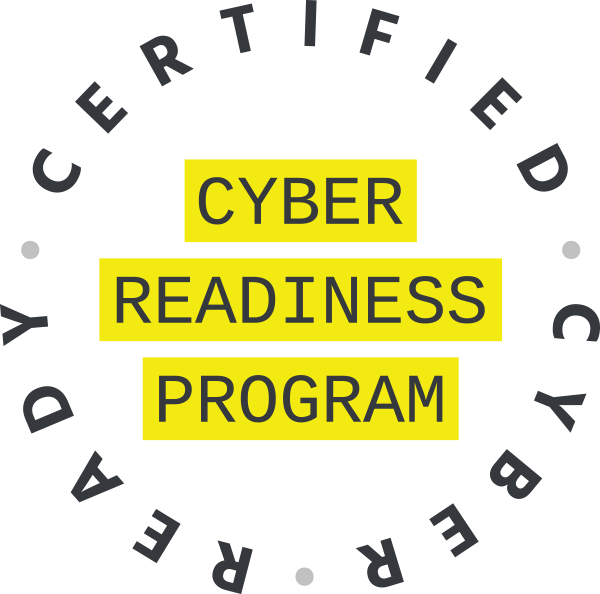 CERTIFIED • CYBER • READY •
CYBER
READINESS
PROGRAM